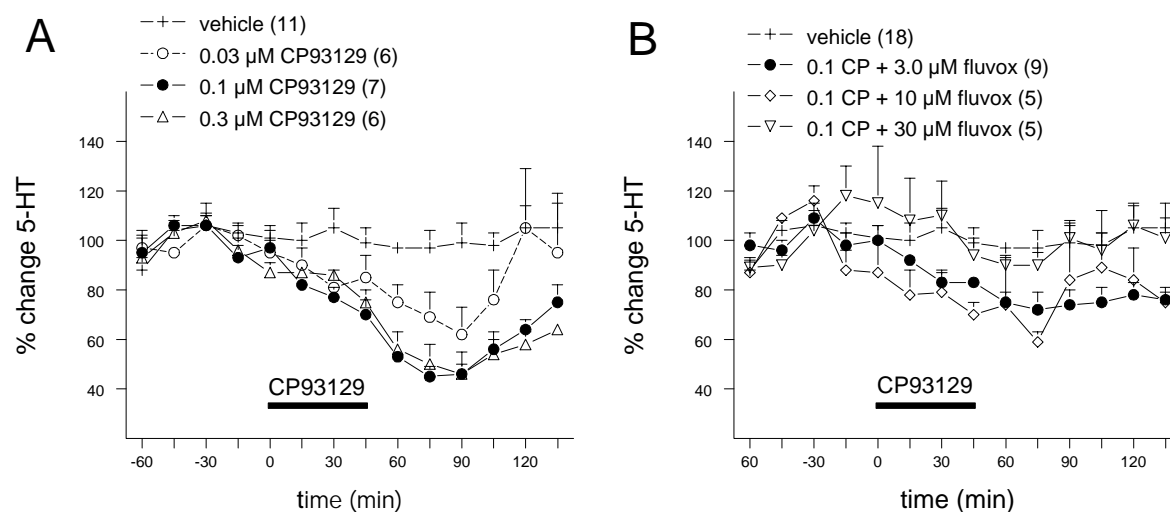 A
vehicle (11)
0.03 µM CP93129 (6)
0.1 µM CP93129 (7)
0.3 µM CP93129 (6)
% change 5-HT
140
120
100
80
60
40
CP93129
-60
-30
0
30
60
90
120
time (min)
B
vehicle (18)
0.1 CP + 3.0 µM fluvox (9)
0.1 CP + 10 µM fluvox (5)
0.1 CP + 30 µM fluvox (5)
% change 5-HT
140
120
100
80
60
40
CP93129
60
-30
0
30
60
90
120
time (min)